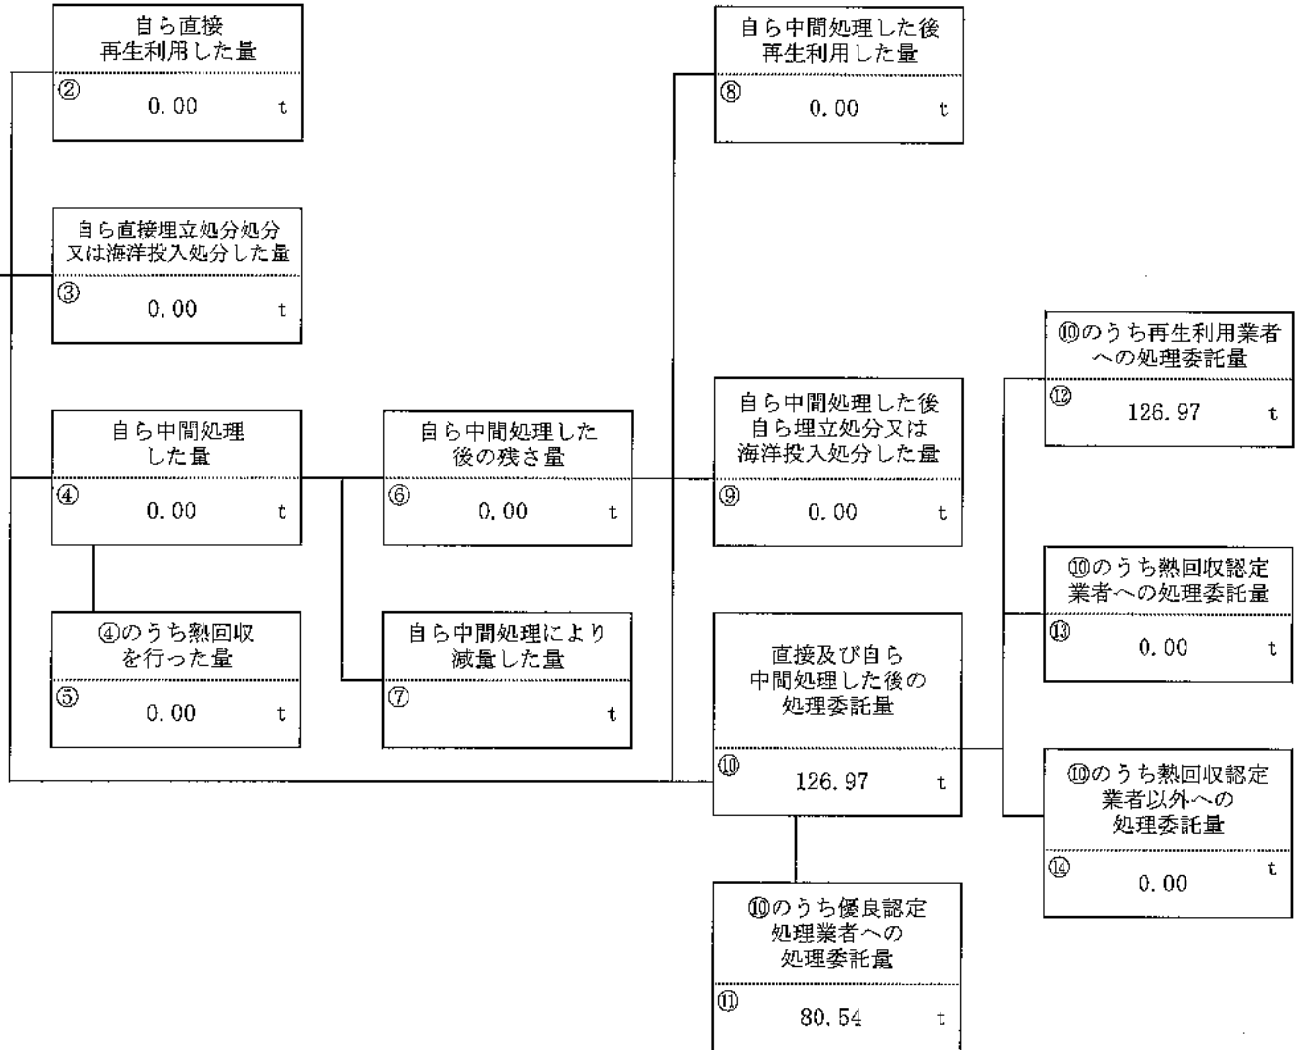 自ら直接
再生利用した量
②
0.00 t
自ら中間処理した後
再生利用した量
⑧
0.00 t
自ら直接埋立処分処分
又は海洋投入処分した量
③
0.00 t
⑩のうち再生利用業者
への処理委託量
⑫
126.97 t
自ら中間処理
した量
④
0.00 t
自ら中間処理した
後の残さ量
⑥
0.00 t
自ら中間処理した後
自ら埋立処分又は
海洋投入処分した量
⑨
0.00 t
⑩のうち熱回収認定
業者への処理委託量
⑬
0.00 t
④のうち熱回収
を行った量
⑤
0.00 t
自ら中間処理により
減量した量
⑦
t
直接及び自ら
中間処理した後の
処理委託量
⑩
126.97 t
⑩のうち熱回収認定
業者以外への
処理委託量
⑭
0.00 t
⑩のうち優良認定
処理業者への
処理委託量
⑪
80.54 t